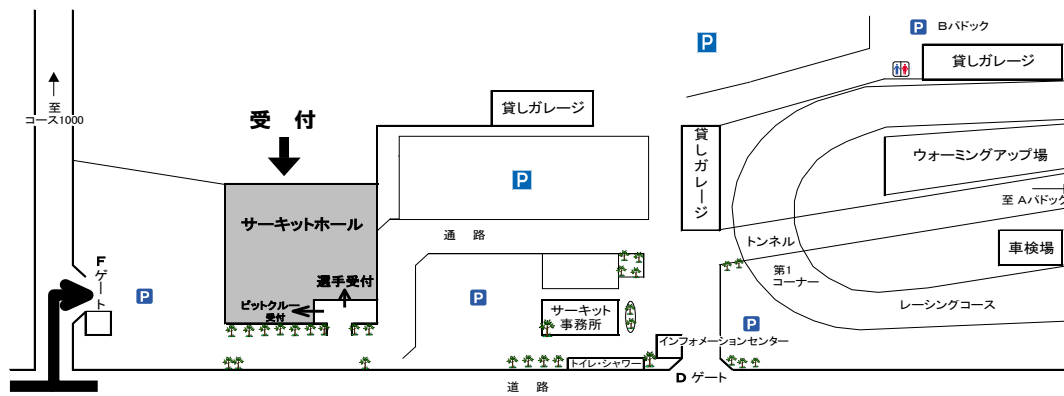 P
Bパドック
P
貸しガレージ
至
コース1000
受　付
貸しガレージ
貸しガレージ
ウォーミングアップ場
P
至 Aパドック
サーキットホール
通　路
トンネル
車検場
Fゲート
選手受付
第1
コーナー
P
P
ピットクルー
受付
サーキット
事務所
レーシングコース
P
インフォメーションセンター
トイレ・シャワー
D ゲート
道　路